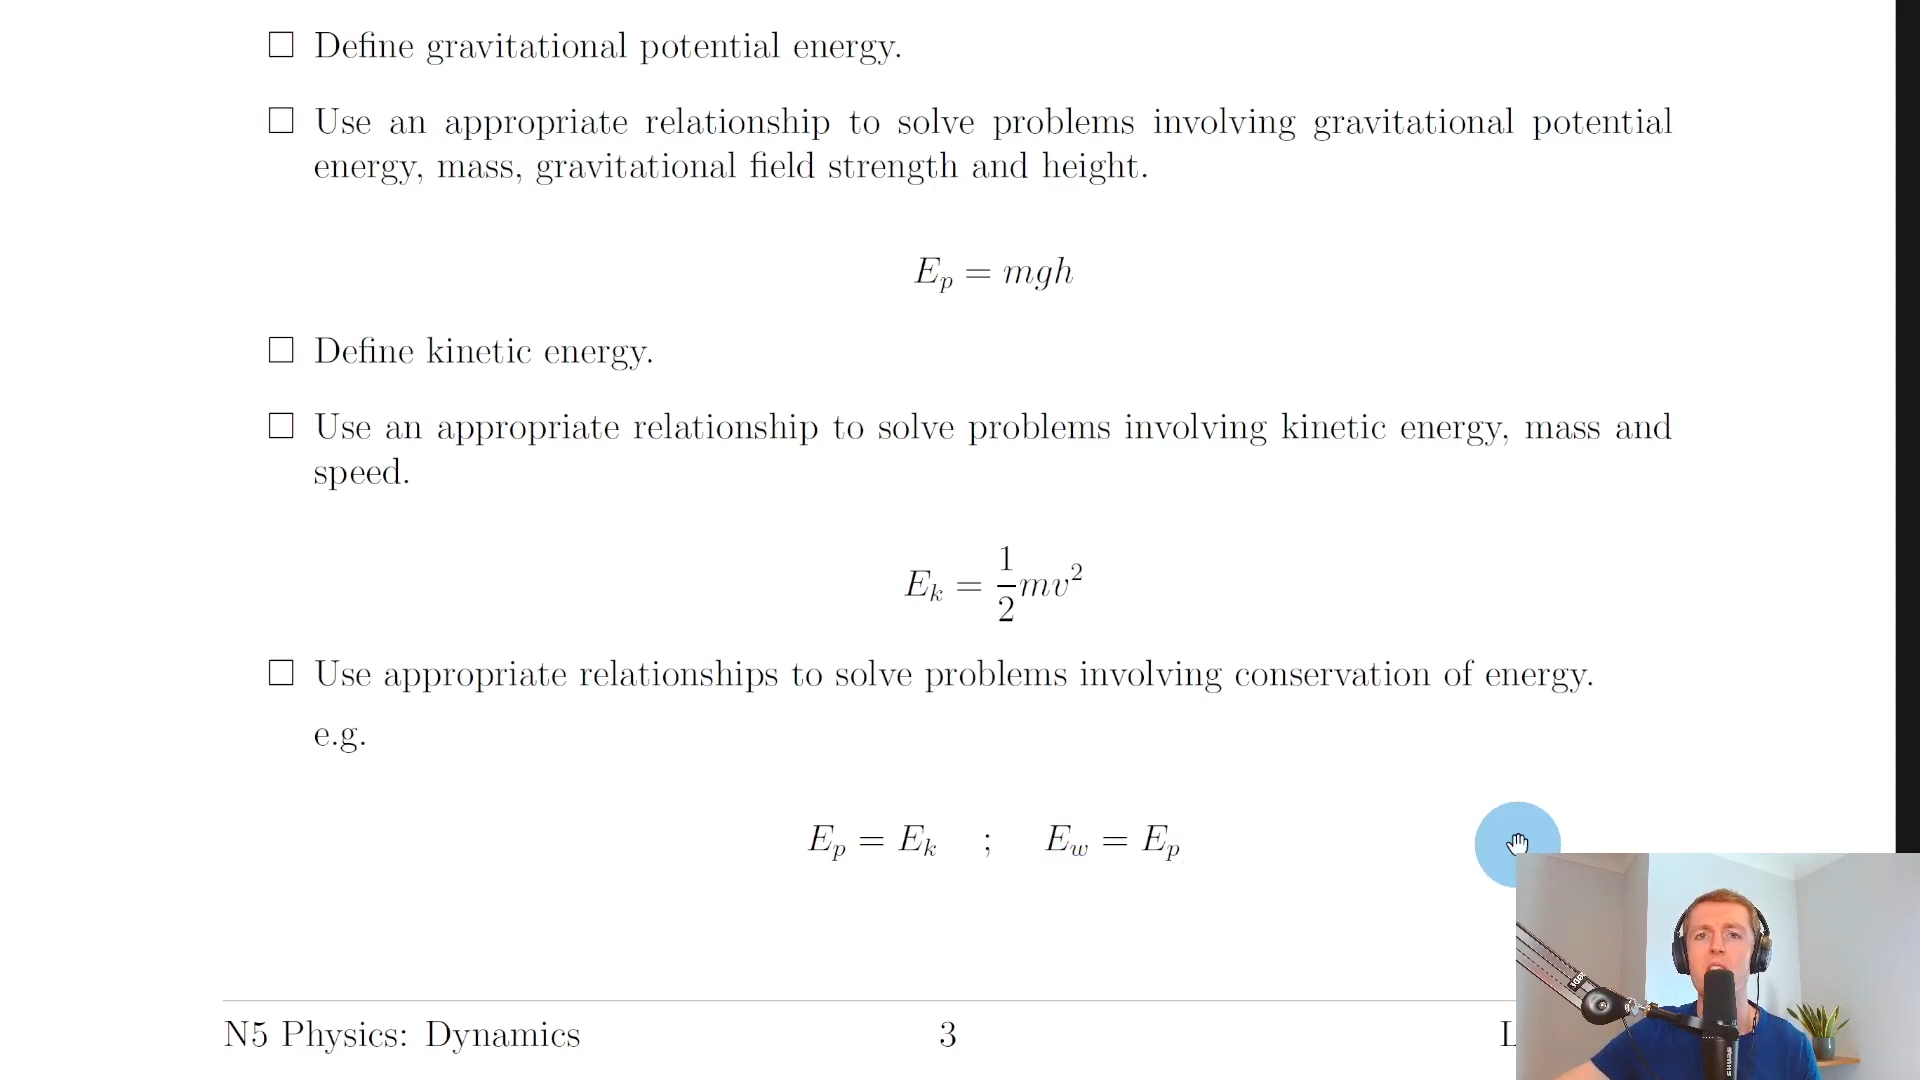 ☐ Define gravitational potential energy.
☐ Use an appropriate relationship to solve problems involving gravitational potential
energy, mass, gravitational field strength and height.
E_p = mgh
☐ Define kinetic energy.
☐ Use an appropriate relationship to solve problems involving kinetic energy, mass and
speed.
E_k = \frac{1}{2}mv^2
☐ Use appropriate relationships to solve problems involving conservation of energy.
e.g.
E_p = E_k ; E_w = E_p
N5 Physics: Dynamics 3